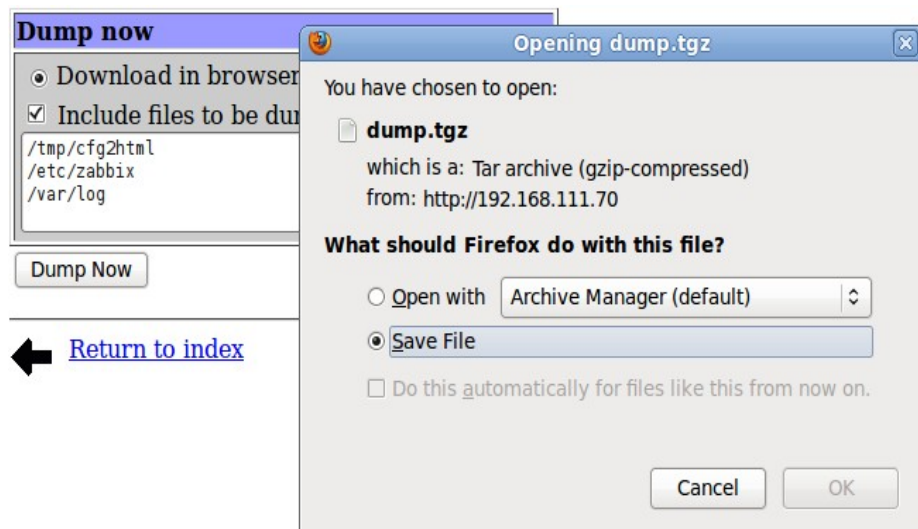 Dump now
Download in browser
Include files to be du
/tmp/cfg2html
/etc/zabbix
/var/log
Dump Now
Return to index
Opening dump.tgz
You have chosen to open:
dump.tgz
which is a: Tar archive (gzip-compressed)
from: http://192.168.111.70
What should Firefox do with this file?
Open with Archive Manager (default)
Save File
Do this automatically for files like this from now on.
Cancel OK